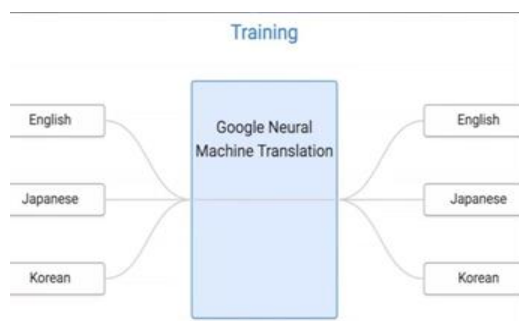 Training
English
Japanese
Korean
Google Neural
Machine Translation
English
Japanese
Korean